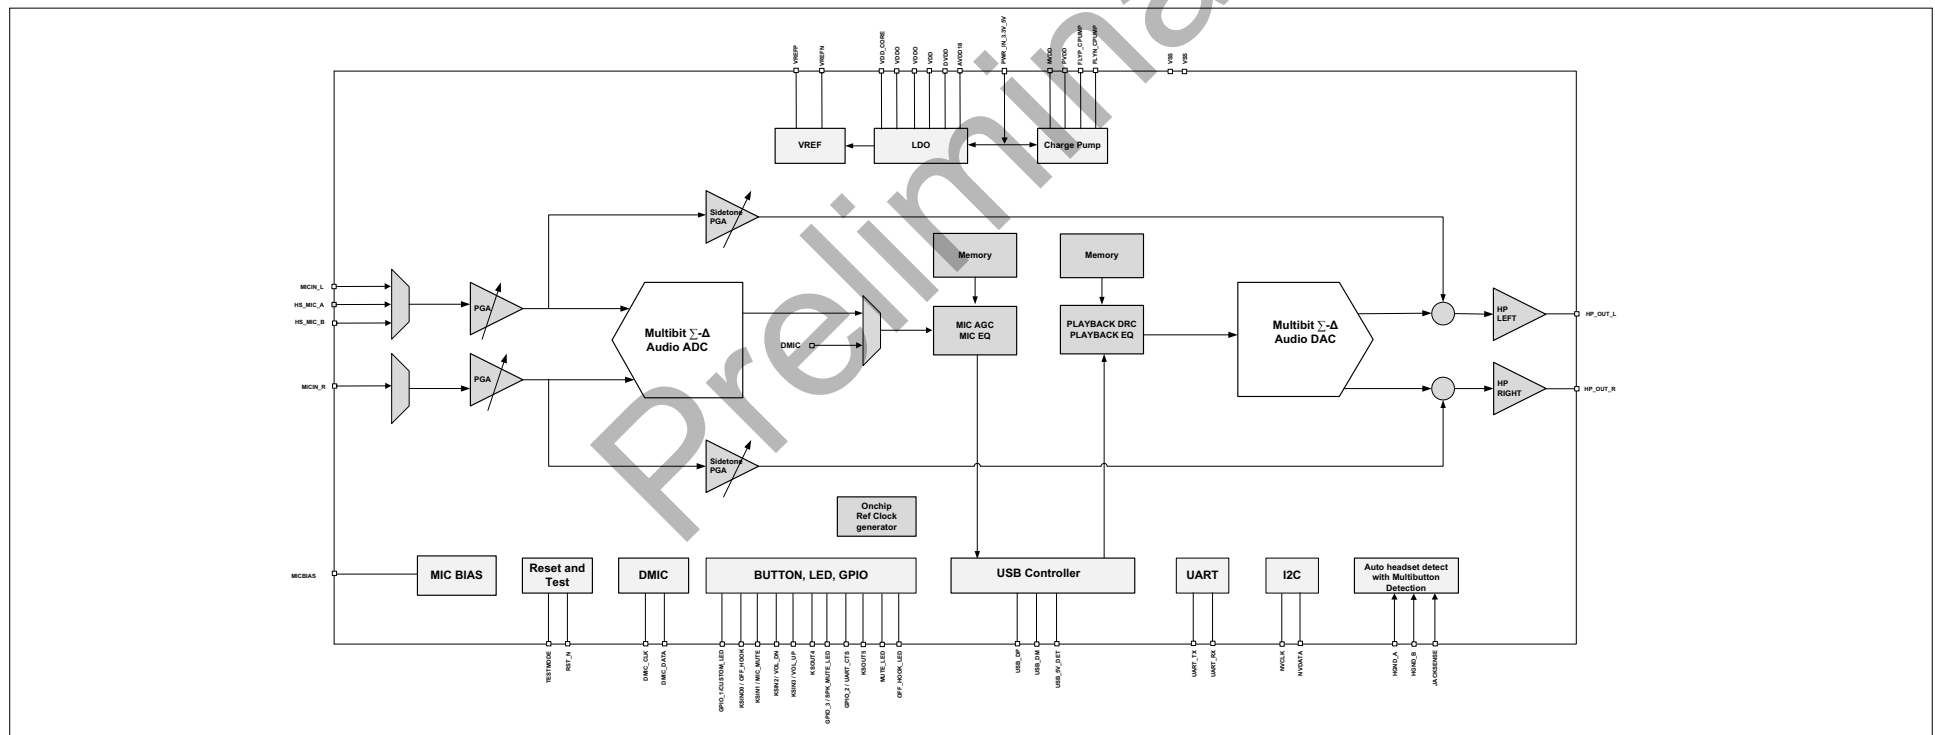 Prelimina
VREFP
VREFN
VDD_CORE
VDDO
VDDO
VDD
DVDD
AVDD18
PWR_IN_3.3V_5V
NVDD
PVDD
FLYP_CPUMP
FLYN_CPUMP
VSS
VSS
VREF
LDO
Charge Pump
Sidetone
PGA
Memory
Memory
MICIN_L
HS_MIC_A
HS_MIC_B
PGA
Multibit ∑-Δ
Audio ADC
DMIC
MIC AGC
MIC EQ
PLAYBACK DRC
PLAYBACK EQ
Multibit ∑-Δ
Audio DAC
HP
LEFT
HP_OUT_L
MICIN_R
PGA
HP
RIGHT
HP_OUT_R
Sidetone
PGA
Onchip
Ref Clock
generator
MICBIAS
MIC BIAS
Reset and
Test
DMIC
BUTTON, LED, GPIO
USB Controller
UART
I2C
Auto headset detect
with Multibutton
Detection
TESTMODE
RST_N
DMIC_CLK
DMIC_DATA
GPIO_1/CUSTOM_LED
KSIN0 / OFF_HOOK
KSIN1 / MIC_MUTE
KSIN2 / VOL_DN
KSIN3 / VOL_UP
KSOUT4
GPIO_3 / SPK_MUTE_LED
GPIO_2 / UART_CTS
KSOUT5
MUTE_LED
OFF_HOOK_LED
USB_DP
USB_DM
USB_5V_DET
UART_TX
UART_RX
NVCLK
NVDATA
HGND_A
HGND_B
JACKSENSE